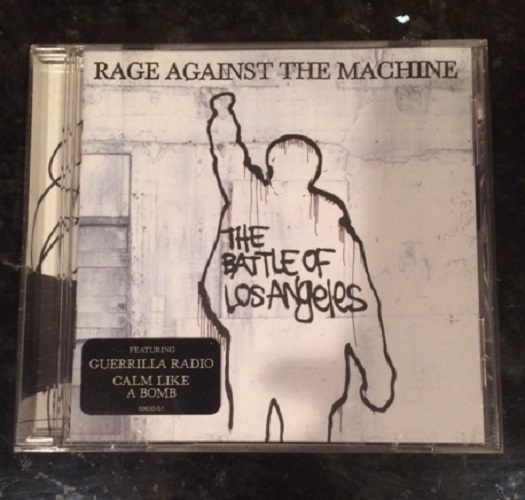 RAGE AGAINST THE MACHINE
THE
BATTLE OF
LOS ANgeles
FEATURING
GUERRILLA RADIO
CALM LIKE
A BOMB